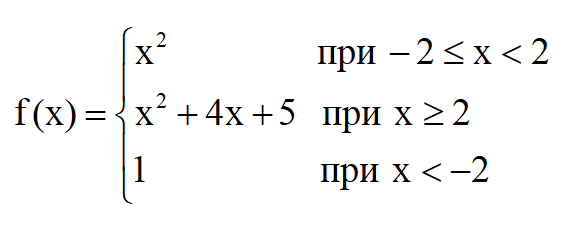 x² при −2 ≤ x < 2
f(x) = { x² + 4x + 5 при x ≥ 2
1 при x < −2